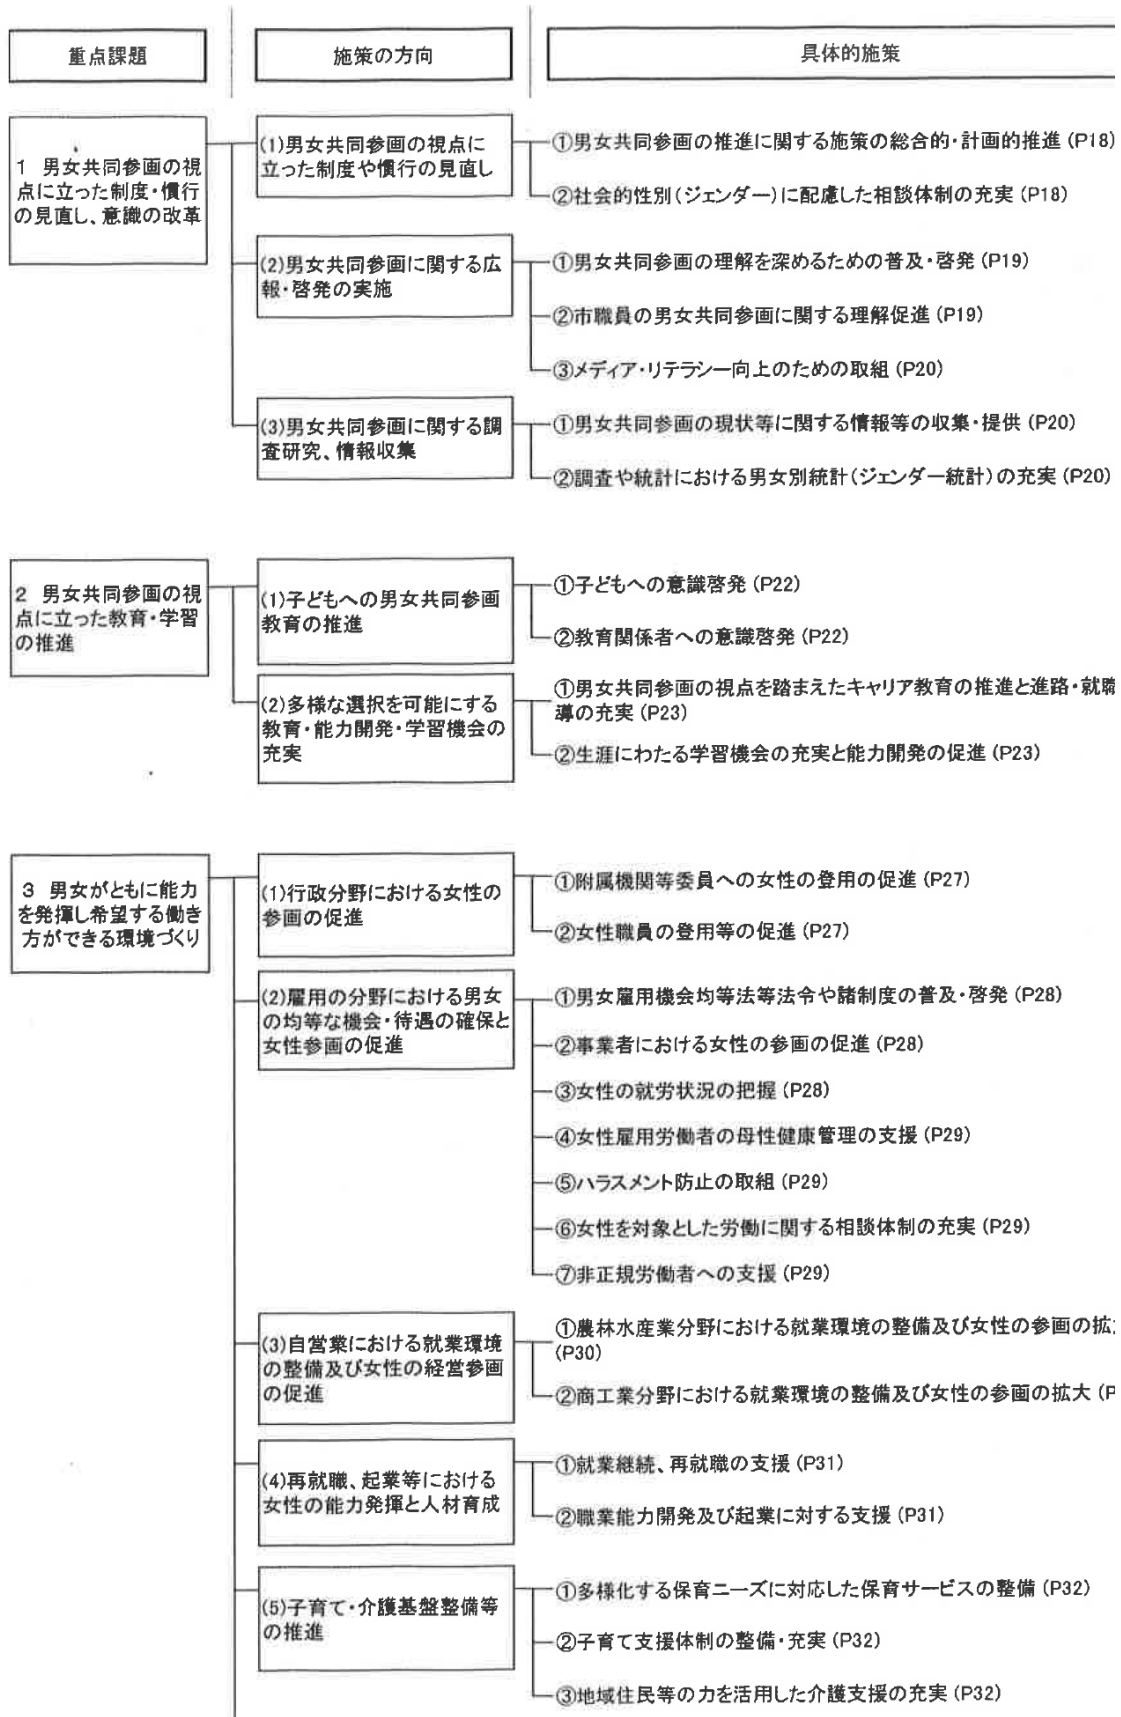 重点課題
施策の方向
具体的施策
1 男女共同参画の視
点に立った制度・慣行
の見直し、意識の改革
(1)男女共同参画の視点に
立った制度や慣行の見直し
①男女共同参画の推進に関する施策の総合的・計画的推進 (P18)
②社会的性別(ジェンダー)に配慮した相談体制の充実 (P18)
(2)男女共同参画に関する広
報・啓発の実施
①男女共同参画の理解を深めるための普及・啓発 (P19)
②市職員の男女共同参画に関する理解促進 (P19)
③メディア・リテラシー向上のための取組 (P20)
(3)男女共同参画に関する調
査研究、情報収集
①男女共同参画の現状等に関する情報等の収集・提供 (P20)
②調査や統計における男女別統計(ジェンダー統計)の充実 (P20)
2 男女共同参画の視
点に立った教育・学習
の推進
(1)子どもへの男女共同参画
教育の推進
①子どもへの意識啓発 (P22)
②教育関係者への意識啓発 (P22)
(2)多様な選択を可能にする
教育・能力開発・学習機会の
充実
①男女共同参画の視点を踏まえたキャリア教育の推進と進路・就職
導の充実 (P23)
②生涯にわたる学習機会の充実と能力開発の促進 (P23)
3 男女がともに能力
を発揮し希望する働き
方ができる環境づくり
(1)行政分野における女性の
参画の促進
①附属機関等委員への女性の登用の促進 (P27)
②女性職員の登用等の促進 (P27)
(2)雇用の分野における男女
の均等な機会・待遇の確保と
女性参画の促進
①男女雇用機会均等法等法令や諸制度の普及・啓発 (P28)
②事業者における女性の参画の促進 (P28)
③女性の就労状況の把握 (P28)
④女性雇用労働者の母性健康管理の支援 (P29)
⑤ハラスメント防止の取組 (P29)
⑥女性を対象とした労働に関する相談体制の充実 (P29)
⑦非正規労働者への支援 (P29)
(3)自営業における就業環境
の整備及び女性の経営参画
の促進
①農林水産業分野における就業環境の整備及び女性の参画の拡
(P30)
②商工業分野における就業環境の整備及び女性の参画の拡大 (P
(4)再就職、起業等における
女性の能力発揮と人材育成
①就業継続、再就職の支援 (P31)
②職業能力開発及び起業に対する支援 (P31)
(5)子育て・介護基盤整備等
の推進
①多様化する保育ニーズに対応した保育サービスの整備 (P32)
②子育て支援体制の整備・充実 (P32)
③地域住民等の力を活用した介護支援の充実 (P32)